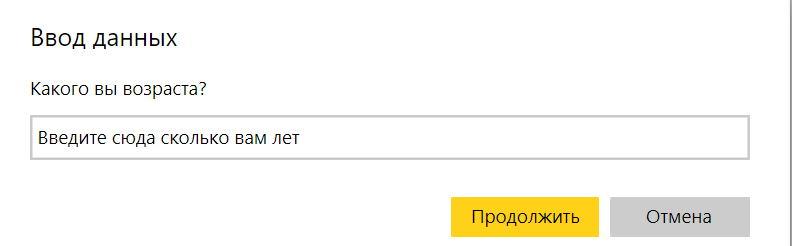 Ввод данных
Какого вы возраста?
Введите сюда сколько вам лет
Продолжить Отмена